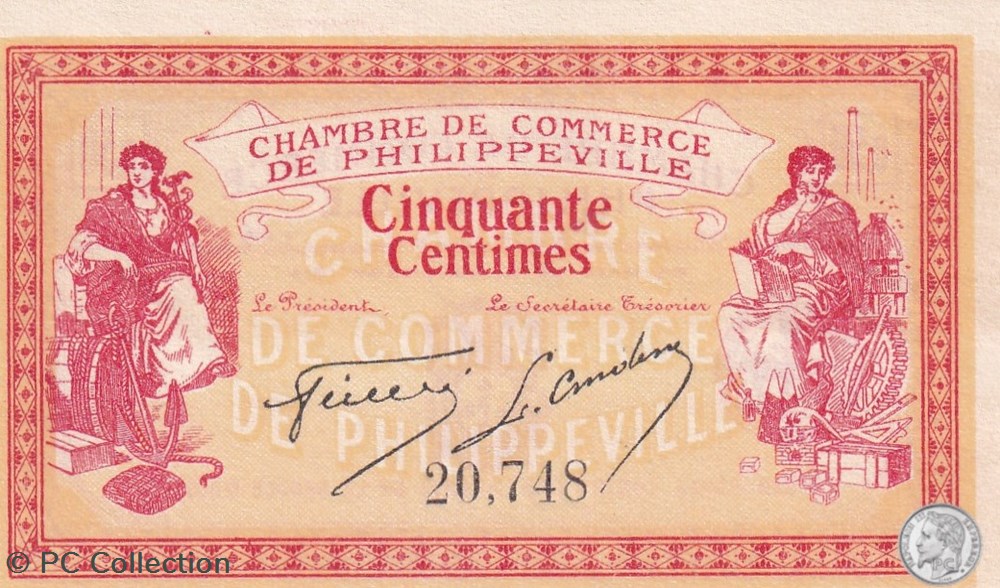 CHAMBRE DE COMMERCE
DE PHILIPPEVILLE
Cinquante
Centimes
CHAMBRE
DE COMMERCE
DE PHILIPPEVILLE
Le Président
Le Secrétaire Trésorier
20,748
© PC Collection
PC